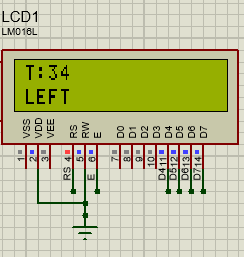 LCD1
LM016L
T:34
LEFT
VSS VDD VEE RS RW E D0 D1 D2 D3 D4 D5 D6 D7
1 2 3 4 5 6 7 8 9 10 11 12 13 14
RS E D4 D5 D6 D7